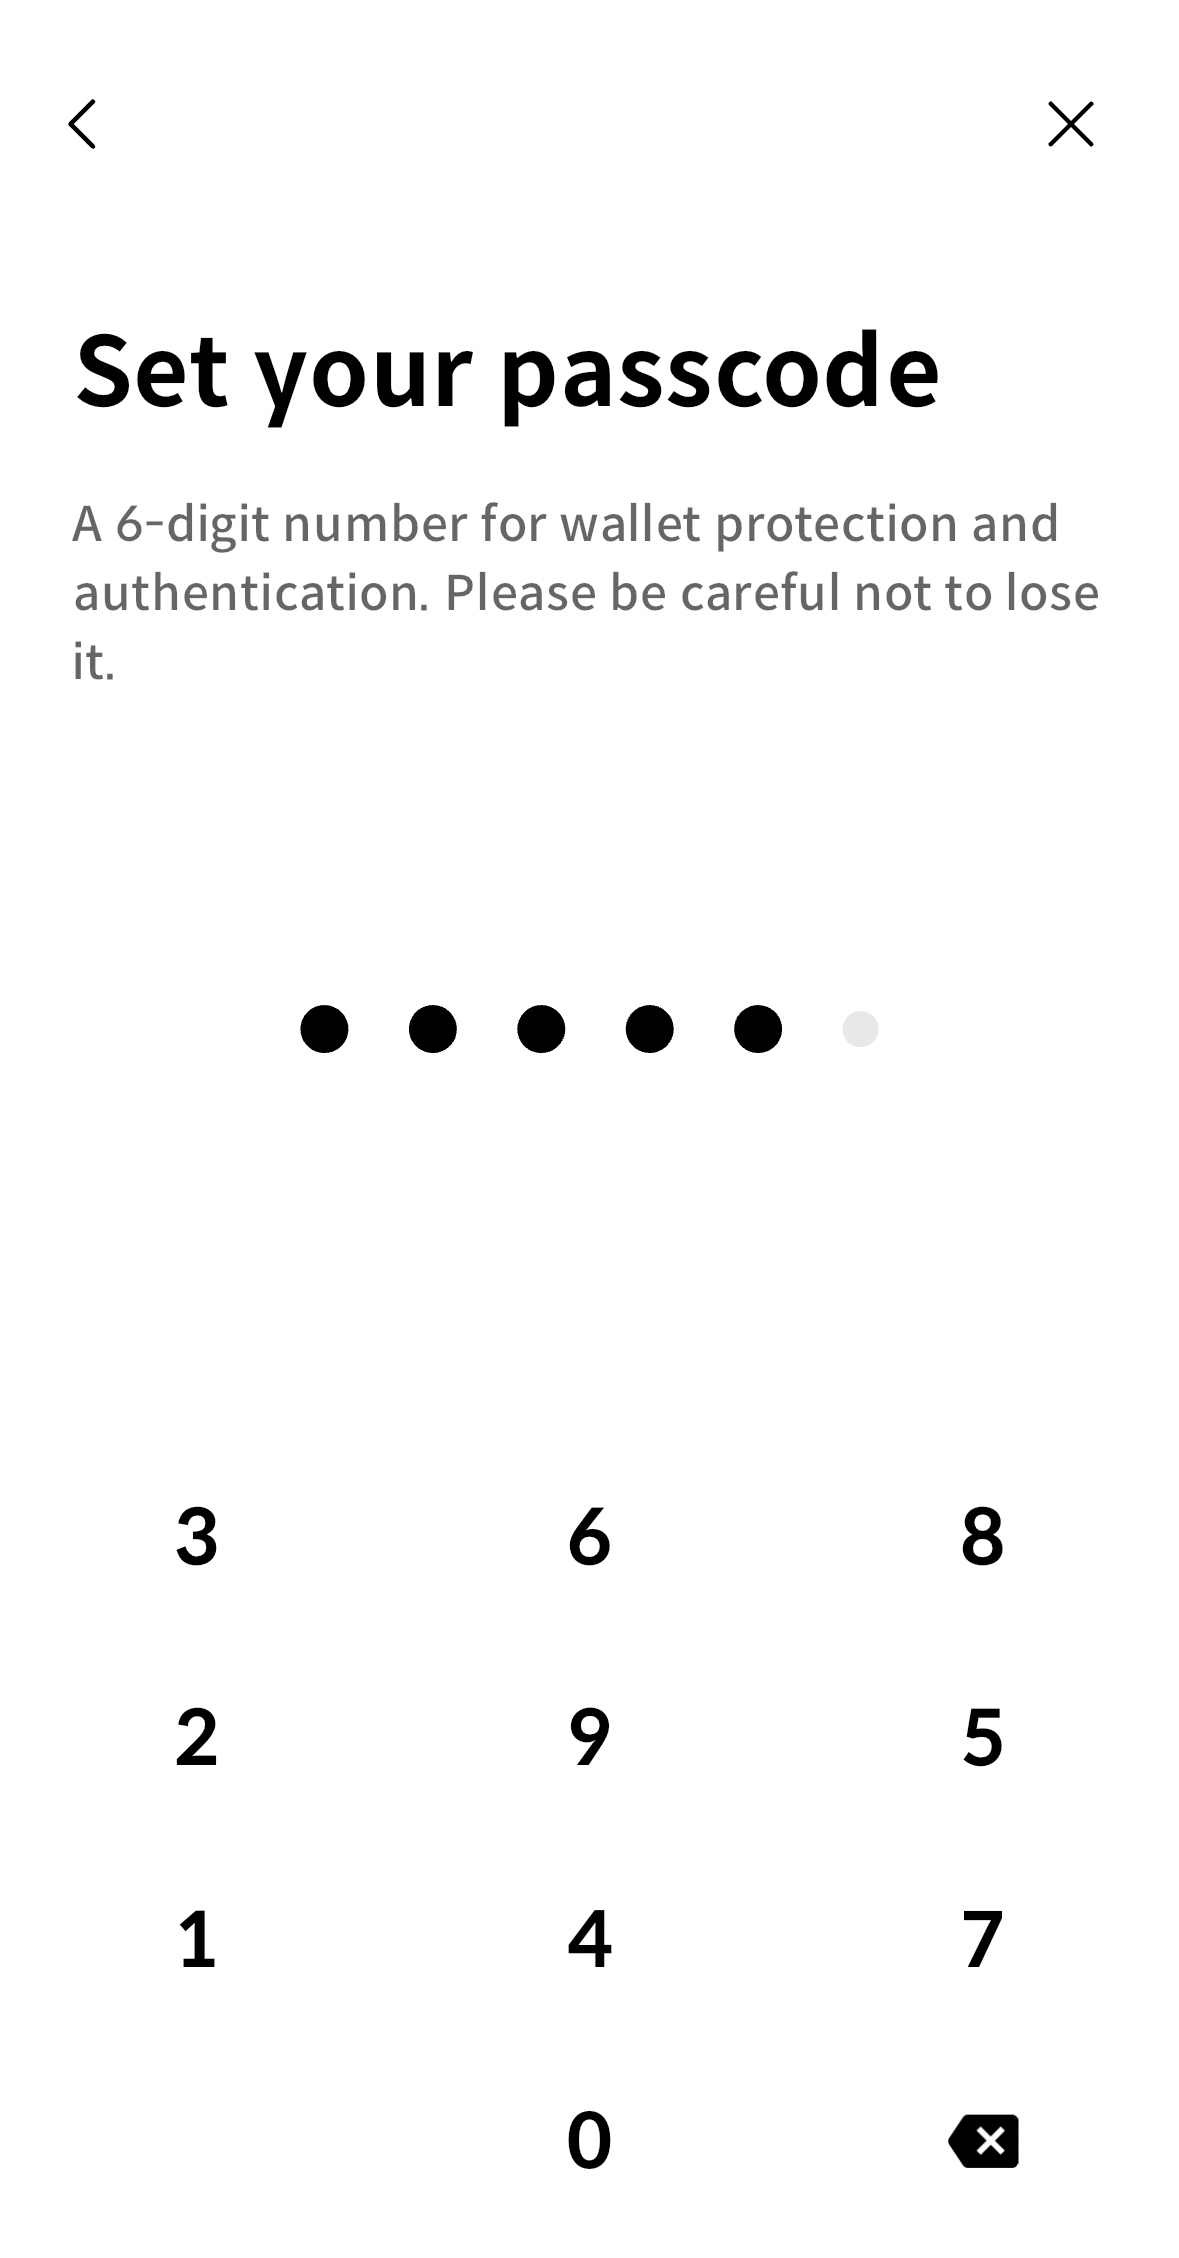 Set your passcode
A 6-digit number for wallet protection and
authentication. Please be careful not to lose
it.
3 6 8
2 9 5
1 4 7
0